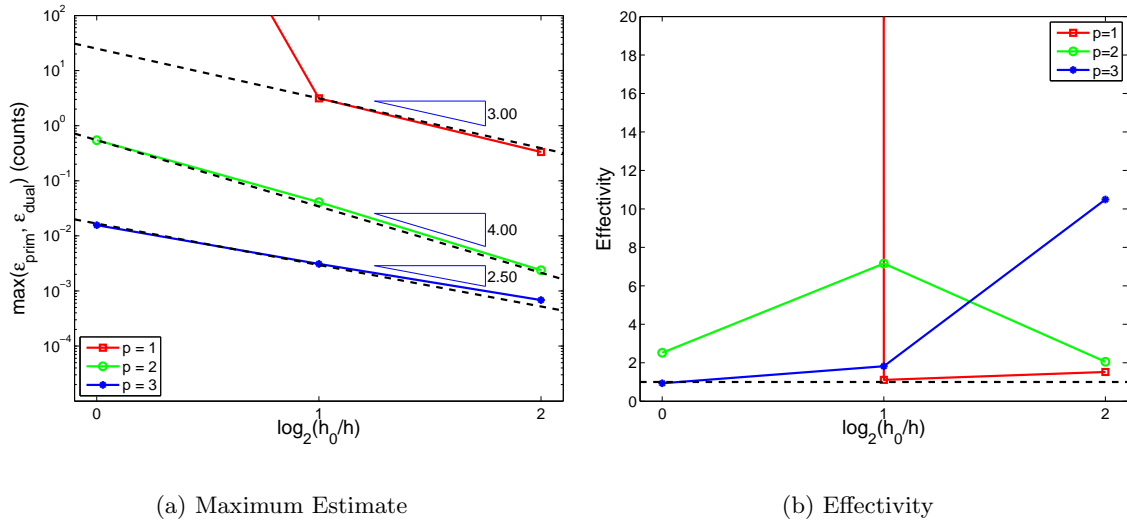 10^2
10^1
10^0
10^-1
10^-2
10^-3
10^-4
max(ε_prim, ε_dual) (counts)
3.00
4.00
2.50
p = 1
p = 2
p = 3
0 1 2
log_2(h_0/h)
(a) Maximum Estimate
20
18
16
14
12
10
8
6
4
2
0
Effectivity
p=1
p=2
p=3
0 1 2
log_2(h_0/h)
(b) Effectivity